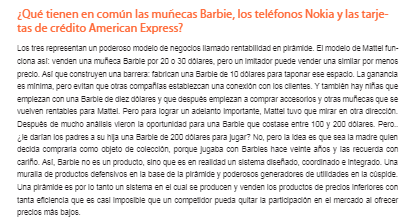 ¿Qué tienen en común las muñecas Barbie, los teléfonos Nokia y las tarje-
tas de crédito American Express?
Los tres representan un poderoso modelo de negocios llamado rentabilidad en pirámide. El modelo de Mattel fun-
ciona así: venden una muñeca Barbie por 20 o 30 dólares, pero un imitador puede vender una similar por menos
precio. Así que construyen una barrera: fabrican una Barbie de 10 dólares para taponar ese espacio. La ganancia
es mínima, pero evitan que otras compañías establezcan una conexión con los clientes. Y también hay niñas que
empiezan con una Barbie de diez dólares y que después empiezan a comprar accesorios y otras muñecas que se
vuelven rentables para Mattel. Pero para lograr un adelanto importante, Mattel tuvo que mirar en otra dirección.
Después de mucho análisis vieron la oportunidad para una Barbie que costase entre 100 y 200 dólares. Pero..
¿le darían los padres a su hija una Barbie de 200 dólares para jugar? No, pero la idea es que sea la madre quien
decida comprarla como objeto de colección, porque jugaba con Barbies hace veinte años y las recuerda con
cariño. Así, Barbie no es un producto, sino que es en realidad un sistema diseñado, coordinado e integrado. Una
muralla de productos defensivos en la base de la pirámide y poderosos generadores de utilidades en la cúspide.
Una pirámide es por lo tanto un sistema en el cual se producen y venden los productos de precios inferiores con
tanta eficiencia que es casi imposible que un competidor pueda quitar la participación en el mercado al ofrecer
precios más bajos.